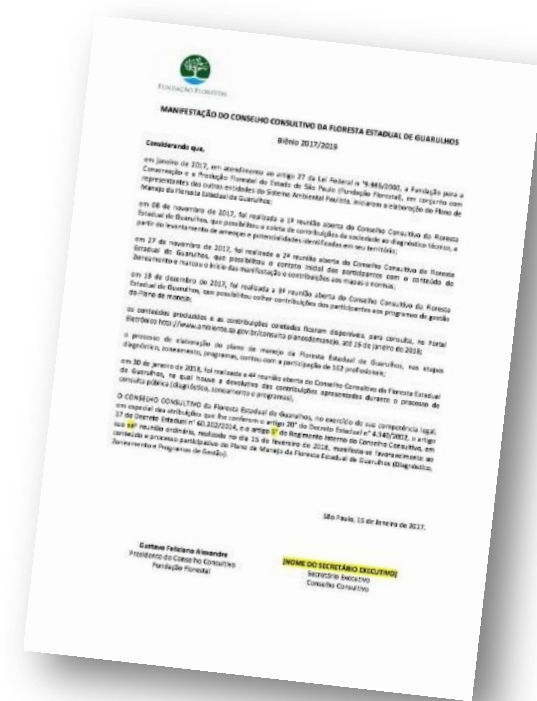 FUNDAÇÃO FLORESTAL
MANIFESTAÇÃO DO CONSELHO CONSULTIVO DA FLORESTA ESTADUAL DE GUARULHOS
Biênio 2017/2019
Considerando que,
em janeiro de 2017, em atendimento ao artigo 27 da Lei Federal n °9.985/2000, a Fundação para a
Conservação e a Produção Florestal do Estado de São Paulo (Fundação Florestal), em conjunto com
representantes das outras entidades do Sistema Ambiental Paulista, iniciaram a elaboração do Plano de
Manejo da Floresta Estadual de Guarulhos;
em 08 de novembro de 2017, foi realizada a 1ª reunião aberta do Conselho Consultivo da Floresta
Estadual de Guarulhos, que possibilitou a coleta de contribuições da sociedade ao diagnóstico técnico, a
partir do levantamento de ameaças e potencialidades identificadas em seu território;
em 27 de novembro de 2017, foi realizada a 2ª reunião aberta do Conselho Consultivo da Floresta
Estadual de Guarulhos, que possibilitou o contato inicial dos participantes com o conteúdo do
Zoneamento e marcou o início das manifestação o contribuições aos mapas e normas;
em 18 de dezembro de 2017, foi realizada a 3ª reunião aberta do Conselho Consultivo da Floresta
Estadual de Guarulhos, que possibilitou colher contribuições dos participantes aos programas de gestão
do Plano de manejo;
os conteúdos produzidos e as contribuições coletadas ficaram disponíveis, para consulta, no Portal
Eletrônico http://www.ambiente.sp.gov.br/consulta-planosdemanejo, até 16 de janeiro de 2018;
o processo de elaboração do plano de manejo da Floresta Estadual de Guarulhos, nas etapas
diagnóstico, zoneamento, programas, contou com a participação de 102 profissionais;
em 30 de janeiro de 2018, foi realizada a 4ª reunião aberta do Conselho Consultivo da Floresta Estadual
de Guarulhos, na qual houve a devolutiva das contribuições apresentadas durante o processo de
consulta pública (diagnóstico, zoneamento e programas),
O CONSELHO CONSULTIVO da Floresta Estadual de Guarulhos, no exercício de sua competência legal,
em especial das atribuições que lhe conferem o artigo 20° do Decreto Estadual n° 4.340/2002, o artigo
17 do Decreto Estadual n° 60.302/2014, e o artigo 5° do Regimento Interno do Conselho Consultivo, em
sua reunião ordinária, realizada no dia 15 de fevereiro de 2018, manifesta-se favoravelmente ao
conteúdo e processo participativo do Plano de Manejo da Floresta Estadual de Guarulhos (Diagnóstico,
Zoneamento e Programas de Gestão).
São Paulo, 15 de Janeiro de 2017.
Gustavo Feliciano Alexandre
Presidente do Conselho Consultivo
Fundação Florestal
[NOME DO SECRETÁRIO EXECUTIVO]
Secretário Executivo
Conselho Consultivo